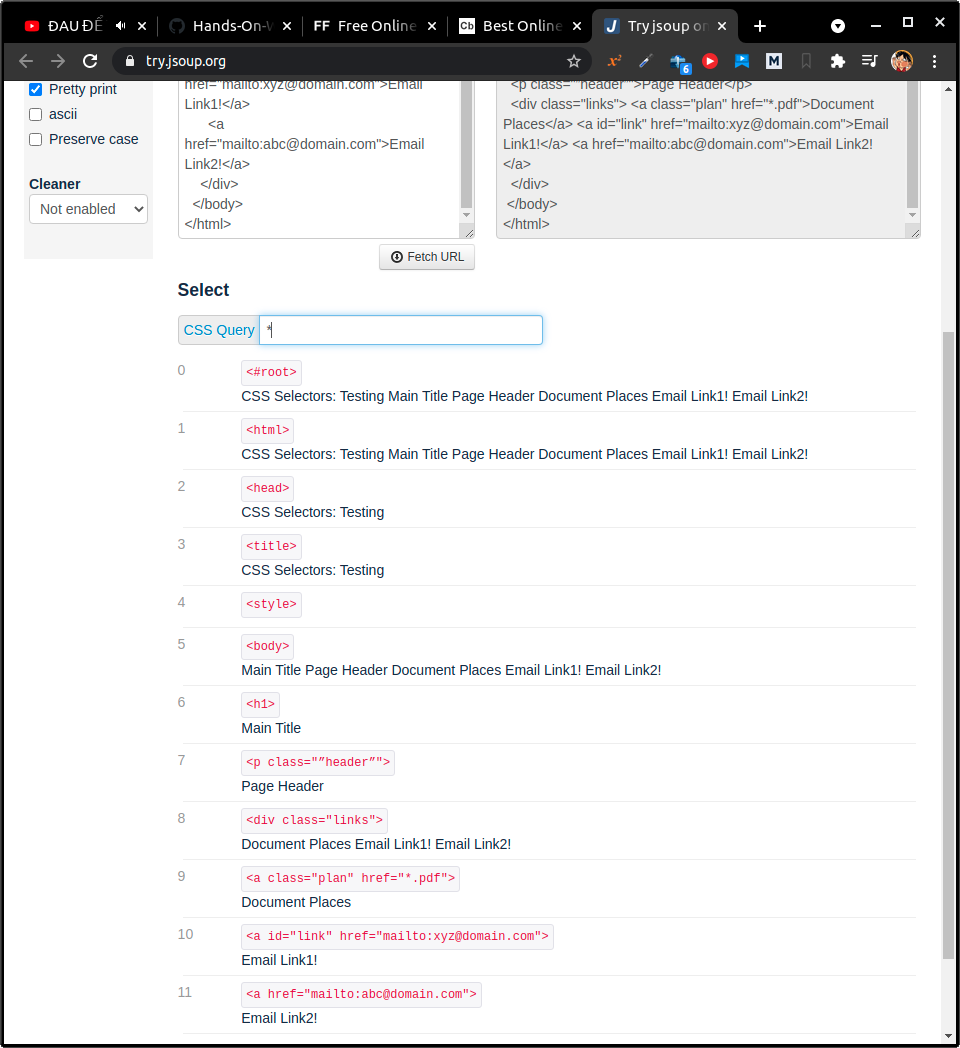 ĐAU ĐỂ
Hands-On-W
FF Free Online
Cb Best Online
Try jsoup on
try.jsoup.org
6
M
Pretty print
ascii
Preserve case
Cleaner
Not enabled
href="mailto:xyz@domain.com">Email
Link1!</a>
<a
href="mailto:abc@domain.com">Email
Link2!</a>
</div>
</body>
</html>
<p class="”header”">Page Header</p>
<div class="links"> <a class="plan" href="*.pdf">Document
Places</a> <a id="link" href="mailto:xyz@domain.com">Email
Link1!</a> <a href="mailto:abc@domain.com">Email Link2!
</a>
</div>
</body>
</html>
Fetch URL
Select
CSS Query *
0 <#root>
CSS Selectors: Testing Main Title Page Header Document Places Email Link1! Email Link2!
1 <html>
CSS Selectors: Testing Main Title Page Header Document Places Email Link1! Email Link2!
2 <head>
CSS Selectors: Testing
3 <title>
CSS Selectors: Testing
4 <style>
5 <body>
Main Title Page Header Document Places Email Link1! Email Link2!
6 <h1>
Main Title
7 <p class="”header”">
Page Header
8 <div class="links">
Document Places Email Link1! Email Link2!
9 <a class="plan" href="*.pdf">
Document Places
10 <a id="link" href="mailto:xyz@domain.com">
Email Link1!
11 <a href="mailto:abc@domain.com">
Email Link2!